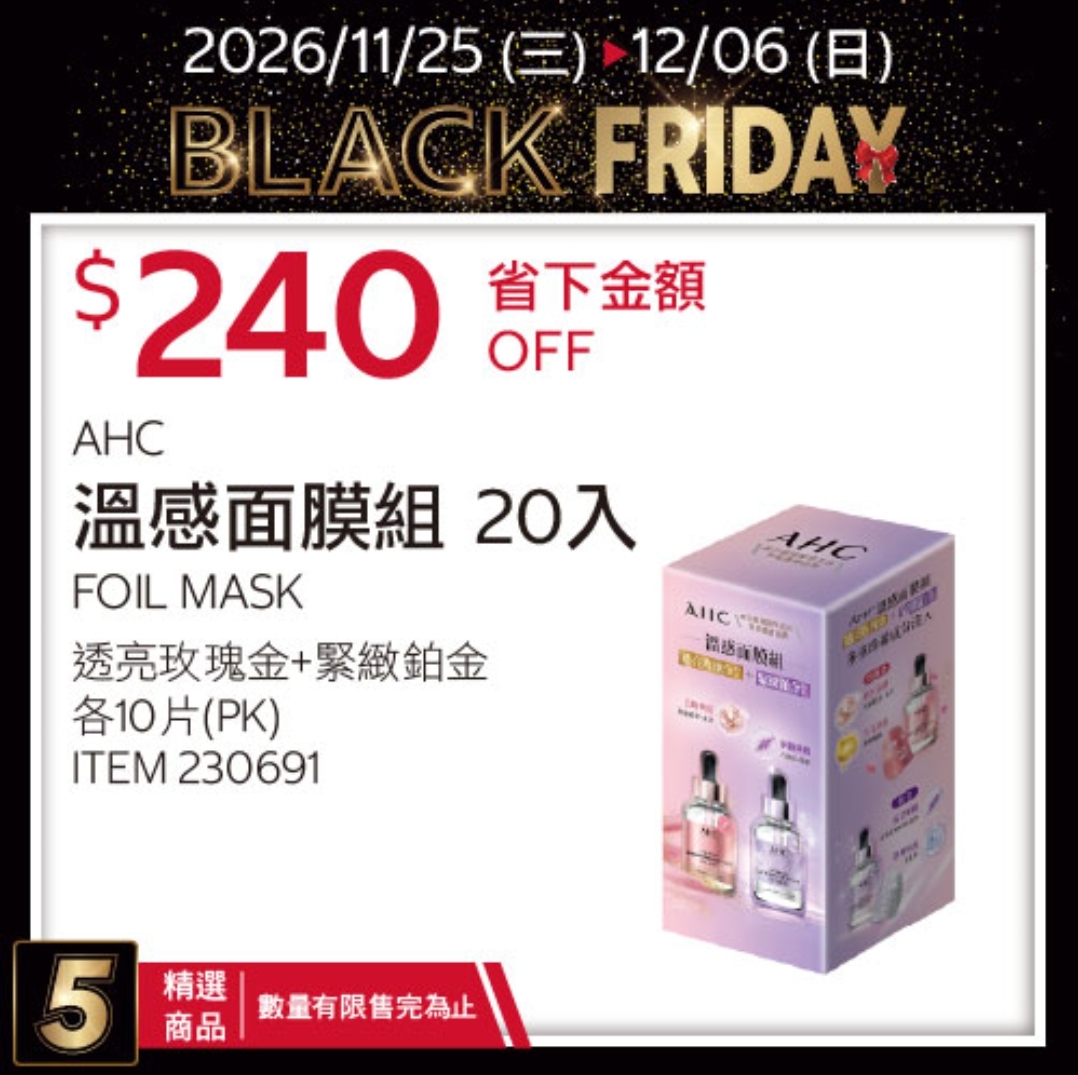 2026/11/25 (三) ▶ 12/06 (日)
BLACK FRIDAY
$240 省下金額
OFF
AHC
溫感面膜組 20入
FOIL MASK
透亮玫瑰金+緊緻鉑金
各10片(PK)
ITEM 230691
AHC
AHC
溫感面膜組
5
精選
商品
數量有限售完為止